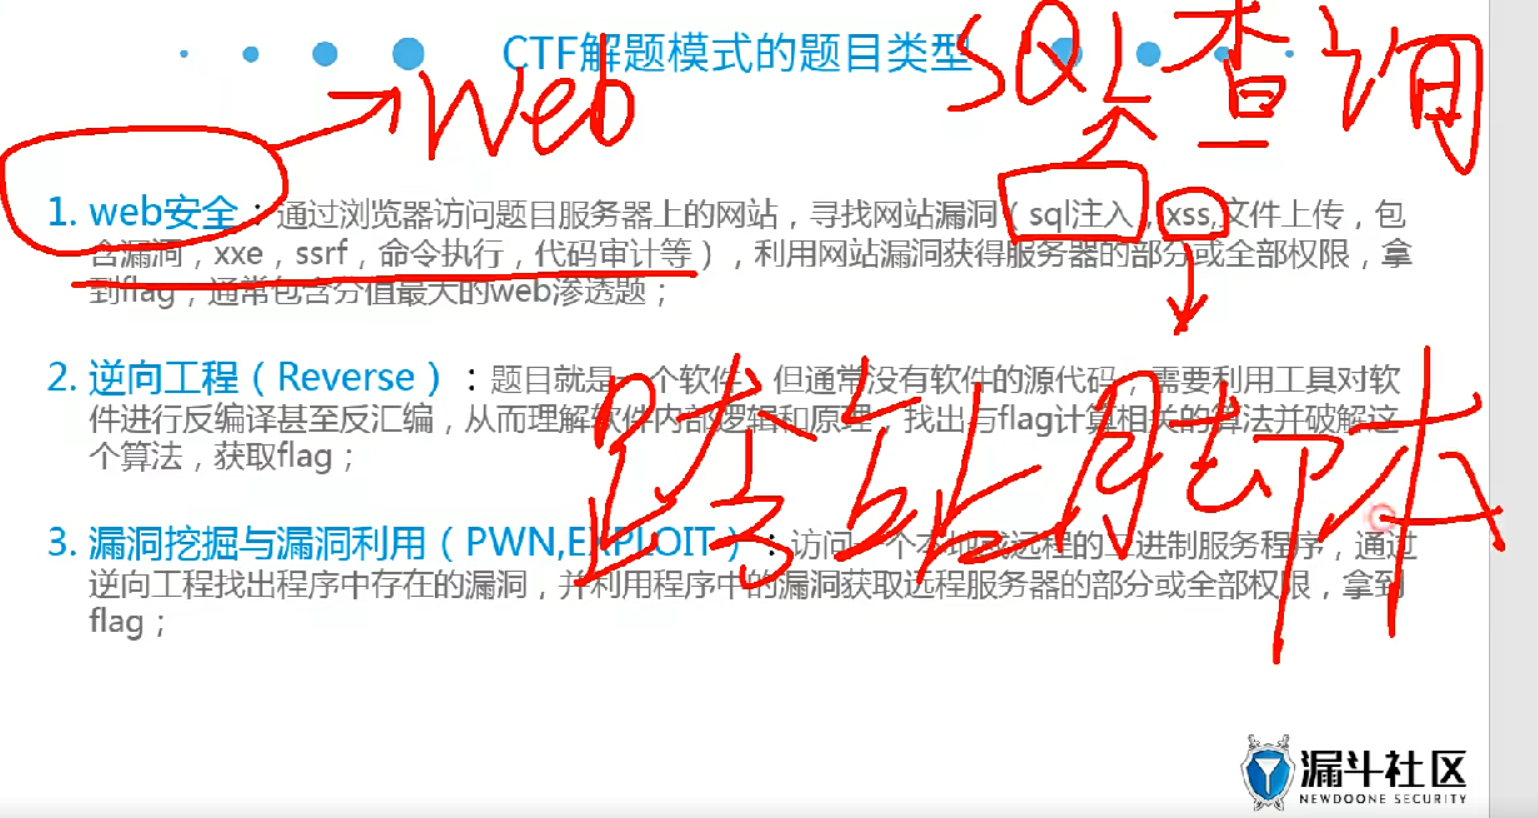 CTF解题模式的题目类型
SQL查询
Web
1. web安全：通过浏览器访问题目服务器上的网站，寻找网站漏洞（sql注入，xss,文件上传，包
含漏洞，xxe，ssrf，命令执行，代码审计等），利用网站漏洞获得服务器的部分或全部权限，拿
到flag，通常包含分值最大的web渗透题；
2. 逆向工程（Reverse）：题目就是一个软件，但通常没有软件的源代码，需要利用工具对软
件进行反编译甚至反汇编，从而理解软件内部逻辑和原理，找出与flag计算相关的算法并破解这
个算法，获取flag；
跨站脚本
3. 漏洞挖掘与漏洞利用（PWN,EXPLOIT）：访问一个本地或远程的二进制服务程序，通过
逆向工程找出程序中存在的漏洞，并利用程序中的漏洞获取远程服务器的部分或全部权限，拿到
flag；
漏斗社区
NEWDOONE SECURITY